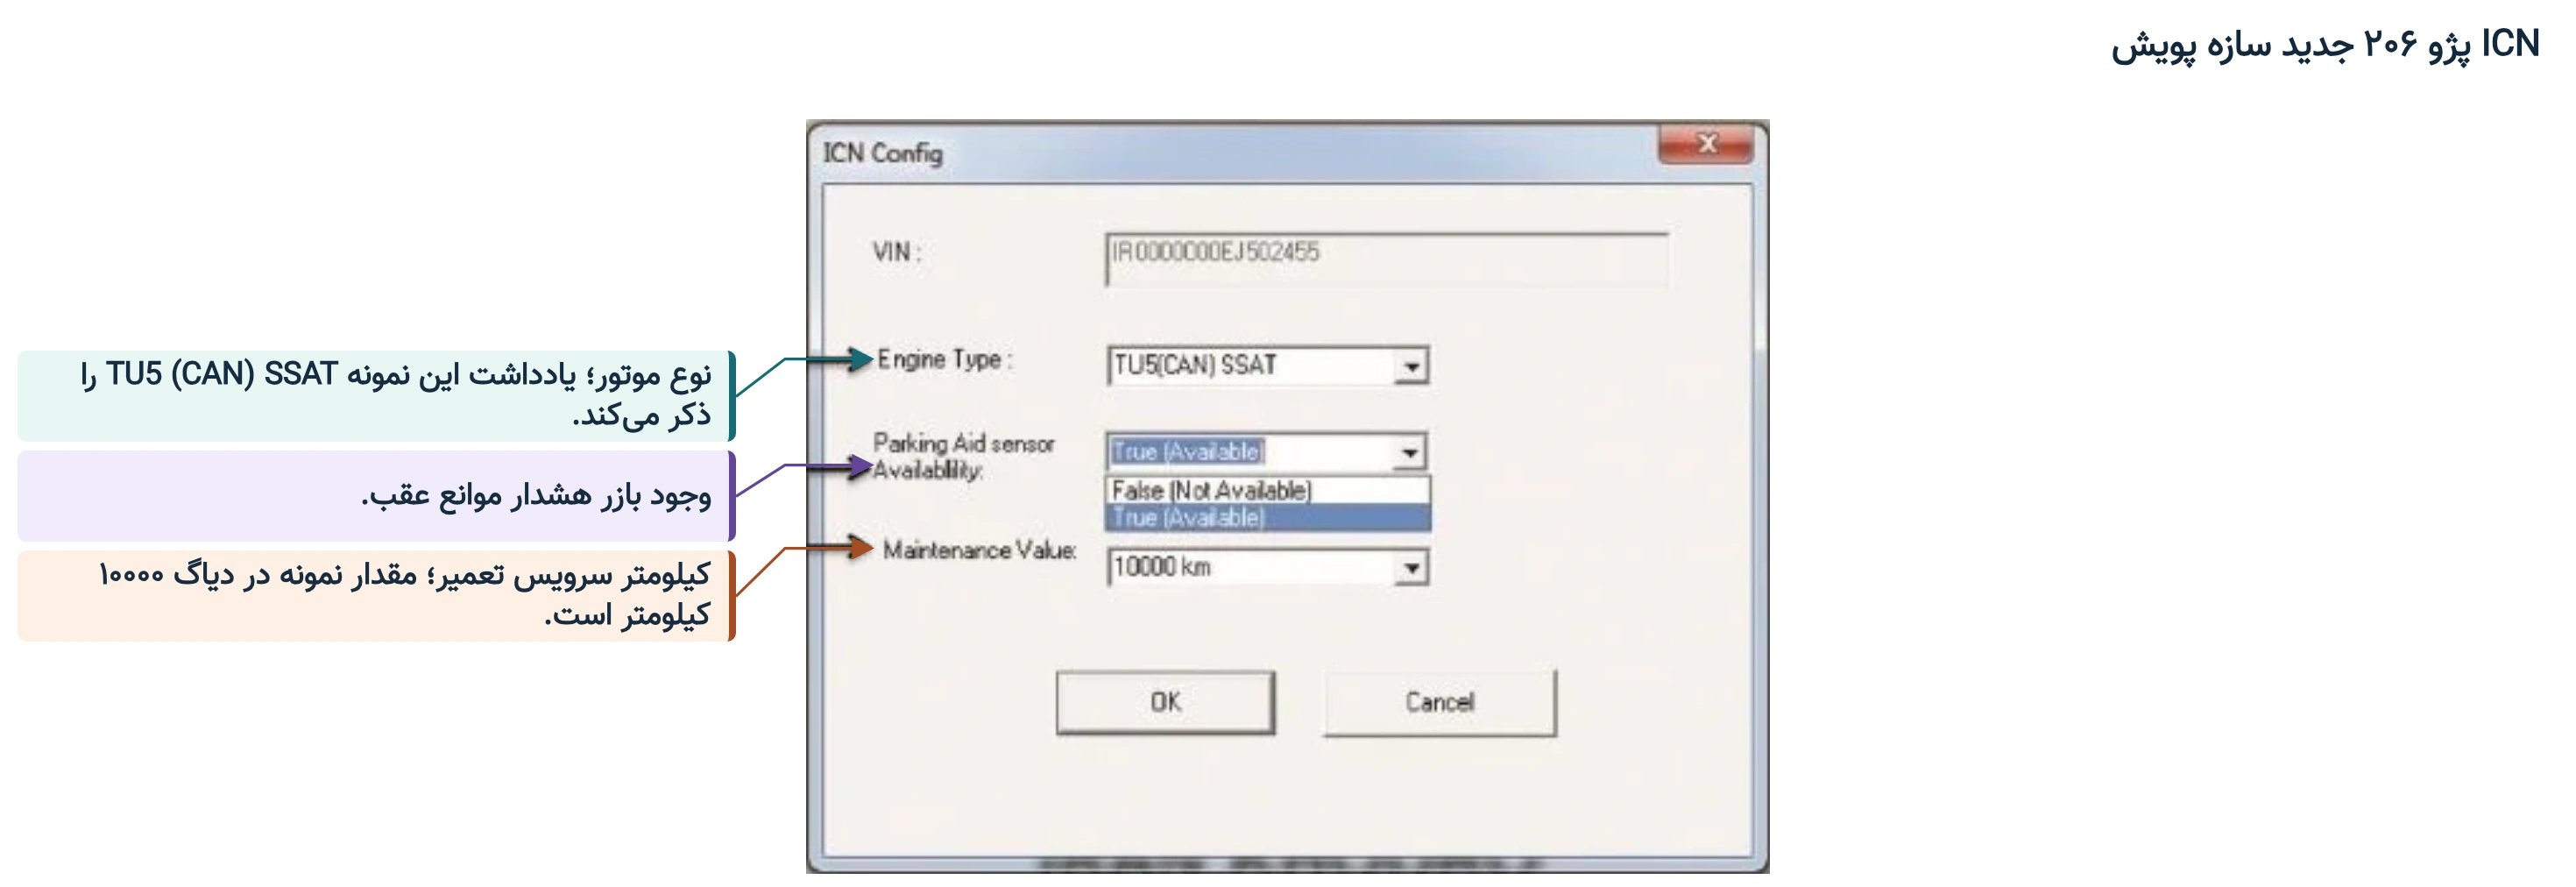 ICN پژو ۲۰۶ جدید سازه پویش
ICN Config
VIN :
IR0000000EJ502455
Engine Type :
TU5(CAN) SSAT
Parking Aid sensor
Availablility:
True (Available)
False (Not Available)
True (Available)
Maintenance Value:
10000 km
OK
Cancel
نوع موتور؛ یادداشت این نمونه TU5 (CAN) SSAT را
ذکر می‌کند.
وجود بازر هشدار موانع عقب.
کیلومتر سرویس تعمیر؛ مقدار نمونه در دیاگ ۱۰۰۰۰
کیلومتر است.